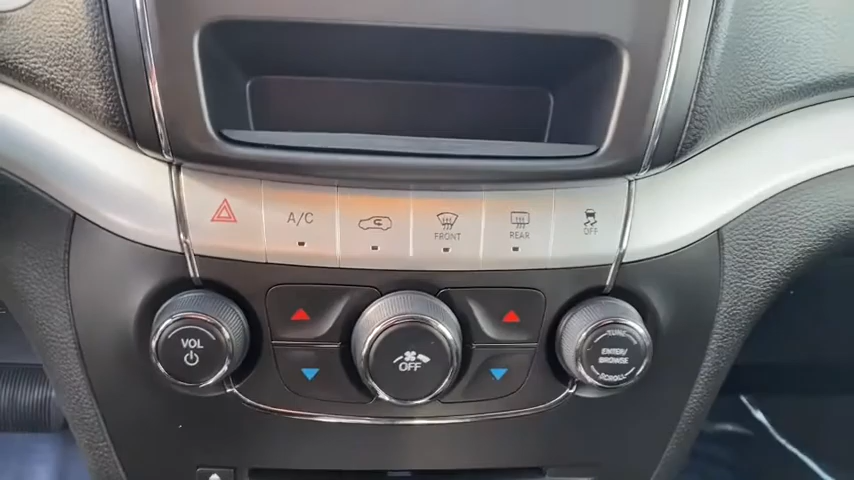 A/C
FRONT
REAR
OFF
VOL
OFF
TUNE
ENTER/
BROWSE
SCROLL